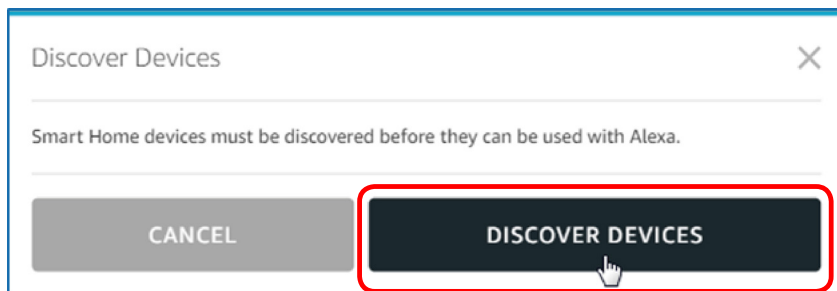 Discover Devices
Smart Home devices must be discovered before they can be used with Alexa.
CANCEL
DISCOVER DEVICES